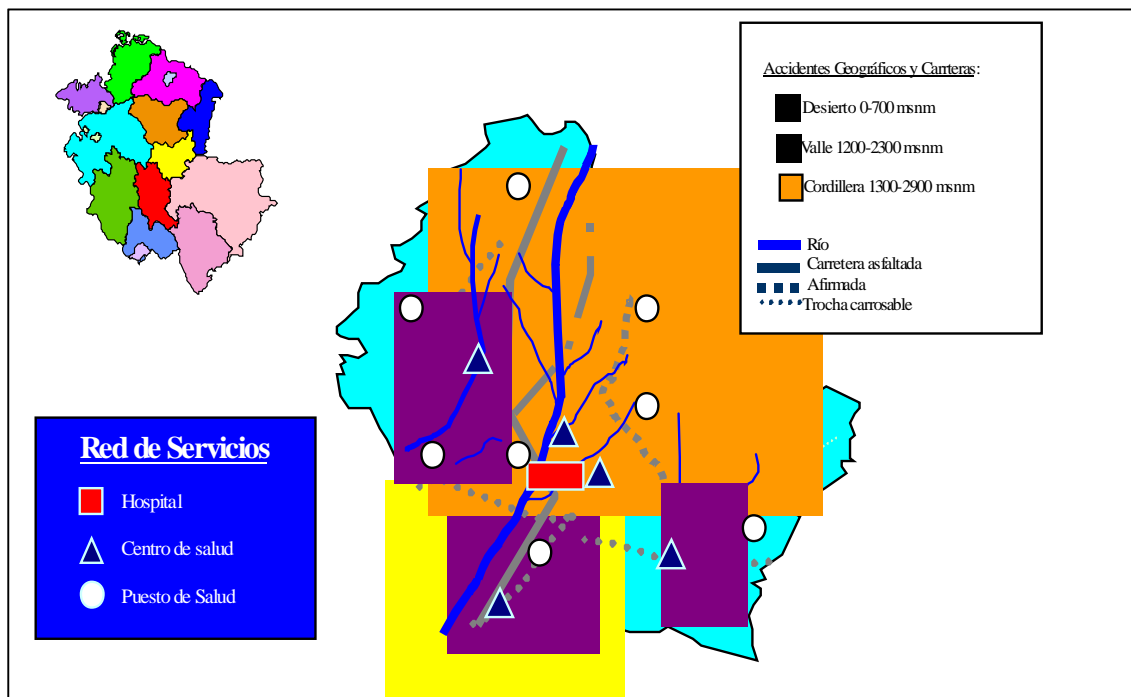 Accidentes Geográficos y Carrteras:
Desierto 0-700 msnm
Valle 1200-2300 msnm
Cordillera 1300-2900 msnm
Río
Carretera asfaltada
Afirmada
Trocha carrosable
Red de Servicios
Hospital
Centro de salud
Puesto de Salud